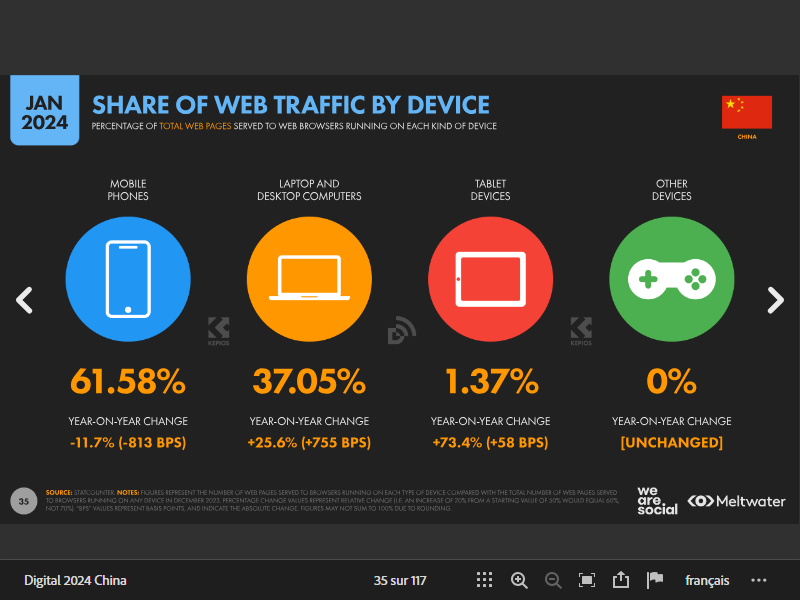 JAN
2024
SHARE OF WEB TRAFFIC BY DEVICE
PERCENTAGE OF TOTAL WEB PAGES SERVED TO WEB BROWSERS RUNNING ON EACH KIND OF DEVICE
CHINA
MOBILE
PHONES
LAPTOP AND
DESKTOP COMPUTERS
TABLET
DEVICES
OTHER
DEVICES
KEPIOS
KEPIOS
61.58%
37.05%
1.37%
0%
YEAR-ON-YEAR CHANGE
YEAR-ON-YEAR CHANGE
YEAR-ON-YEAR CHANGE
YEAR-ON-YEAR CHANGE
-11.7% (-813 BPS)
+25.6% (+755 BPS)
+73.4% (+58 BPS)
[UNCHANGED]
35
SOURCE: STATCOUNTER. NOTES: FIGURES REPRESENT THE NUMBER OF WEB PAGES SERVED TO BROWSERS RUNNING ON EACH TYPE OF DEVICE COMPARED WITH THE TOTAL NUMBER OF WEB PAGES SERVED
TO BROWSERS RUNNING ON ANY DEVICE IN DECEMBER 2023. PERCENTAGE CHANGE VALUES REPRESENT RELATIVE CHANGE (I.E. AN INCREASE OF 20% FROM A STARTING VALUE OF 50% WOULD EQUAL 60%,
NOT 70%). "BPS" VALUES REPRESENT BASIS POINTS, AND INDICATE THE ABSOLUTE CHANGE. FIGURES MAY NOT SUM TO 100% DUE TO ROUNDING.
we
are.
social
Meltwater
Digital 2024 China
35 sur 117
français